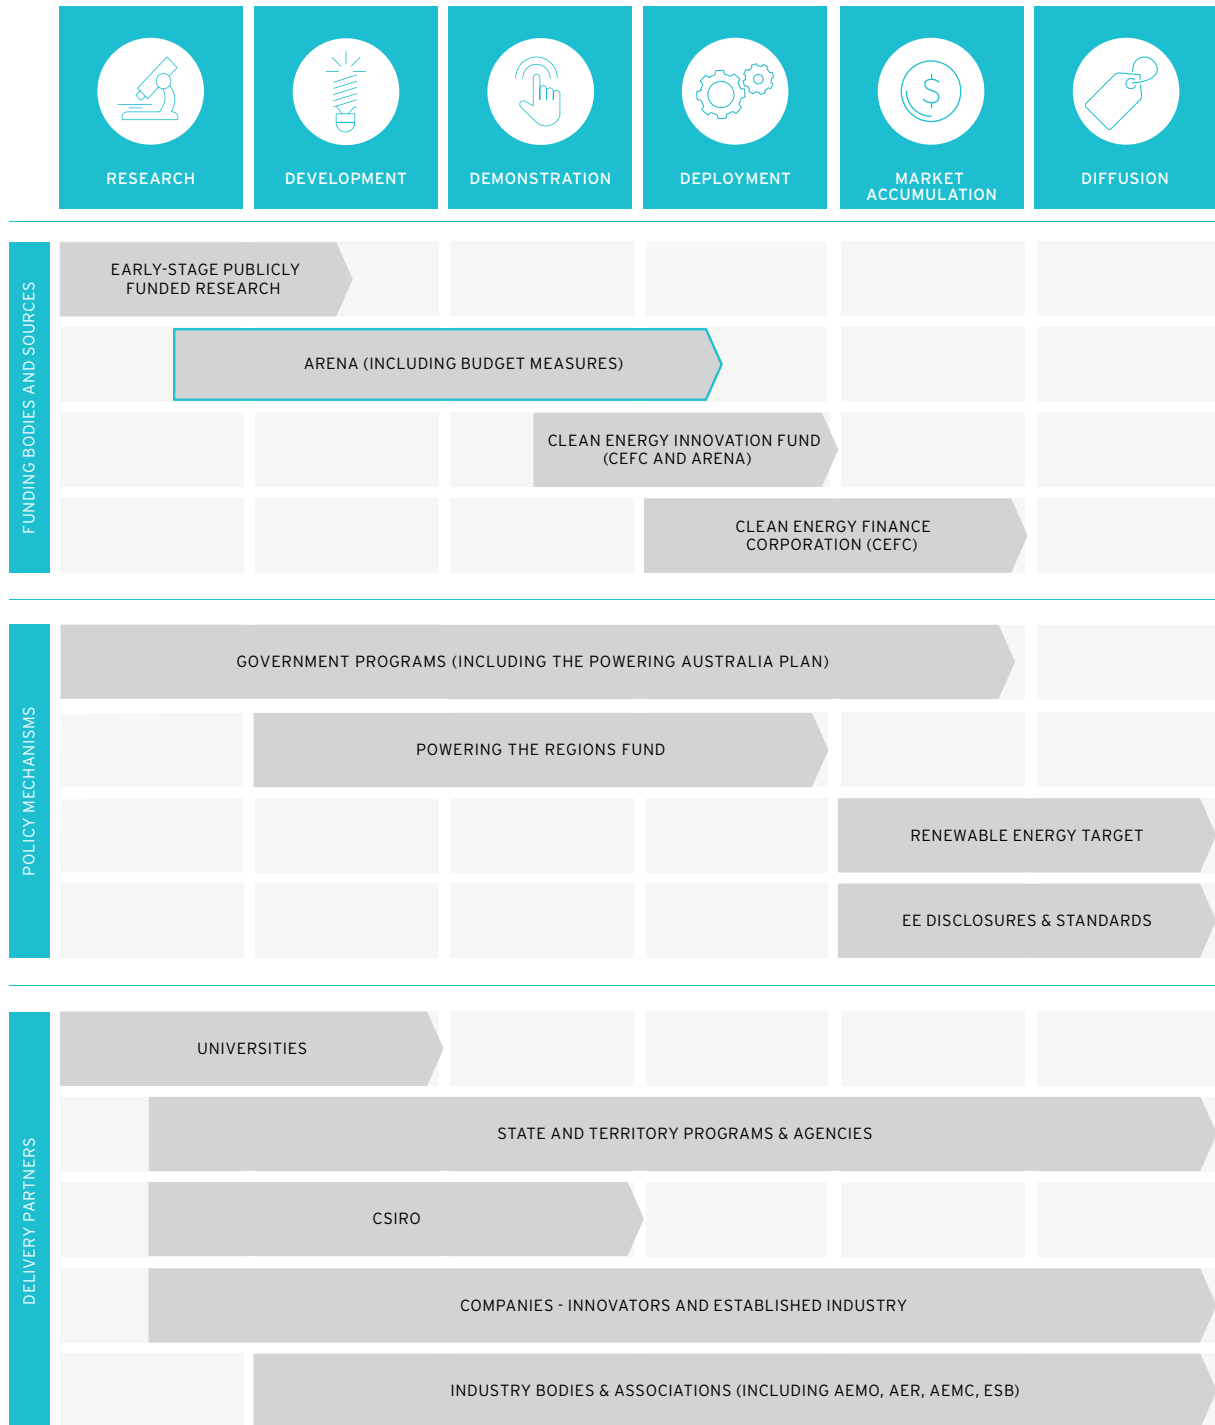 RESEARCH
DEVELOPMENT
DEMONSTRATION
DEPLOYMENT
MARKET
ACCUMULATION
DIFFUSION
FUNDING BODIES AND SOURCES
EARLY-STAGE PUBLICLY
FUNDED RESEARCH
ARENA (INCLUDING BUDGET MEASURES)
CLEAN ENERGY INNOVATION FUND
(CEFC AND ARENA)
CLEAN ENERGY FINANCE
CORPORATION (CEFC)
POLICY MECHANISMS
GOVERNMENT PROGRAMS (INCLUDING THE POWERING AUSTRALIA PLAN)
POWERING THE REGIONS FUND
RENEWABLE ENERGY TARGET
EE DISCLOSURES & STANDARDS
DELIVERY PARTNERS
UNIVERSITIES
STATE AND TERRITORY PROGRAMS & AGENCIES
CSIRO
COMPANIES - INNOVATORS AND ESTABLISHED INDUSTRY
INDUSTRY BODIES & ASSOCIATIONS (INCLUDING AEMO, AER, AEMC, ESB)